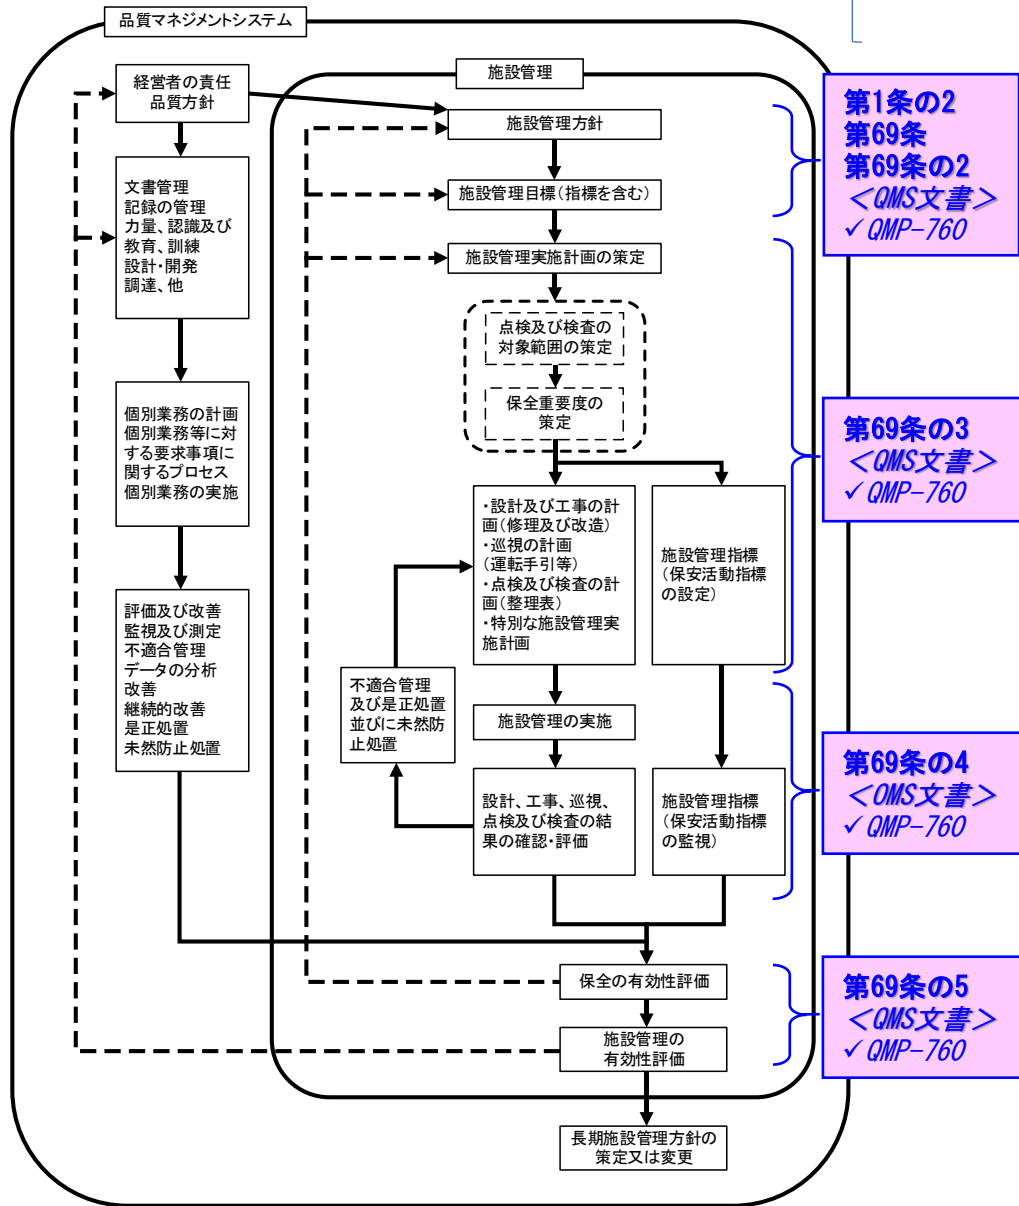 品質マネジメントシステム
経営者の責任
品質方針
文書管理
記録の管理
力量、認識及び
教育、訓練
設計・開発
調達、他
個別業務の計画
個別業務等に対
する要求事項に
関するプロセス
個別業務の実施
評価及び改善
監視及び測定
不適合管理
データの分析
改善
継続的改善
是正処置
未然防止処置
施設管理
施設管理方針
施設管理目標(指標を含む)
施設管理実施計画の策定
点検及び検査の
対象範囲の策定
保全重要度の
策定
・設計及び工事の計
画(修理及び改造)
・巡視の計画
(運転手引等)
・点検及び検査の計
画(整理表)
・特別な施設管理実
施計画
施設管理指標
(保安活動指標
の設定)
不適合管理
及び是正処置
並びに未然防
止処置
施設管理の実施
設計、工事、巡視、
点検及び検査の結
果の確認・評価
施設管理指標
(保安活動指標
の監視)
保全の有効性評価
施設管理の
有効性評価
長期施設管理方針の
策定又は変更
第1条の2
第69条
第69条の2
<QMS文書>
✓ QMP-760
第69条の3
<QMS文書>
✓ QMP-760
第69条の4
<QMS文書>
✓ QMP-760
第69条の5
<QMS文書>
✓ QMP-760